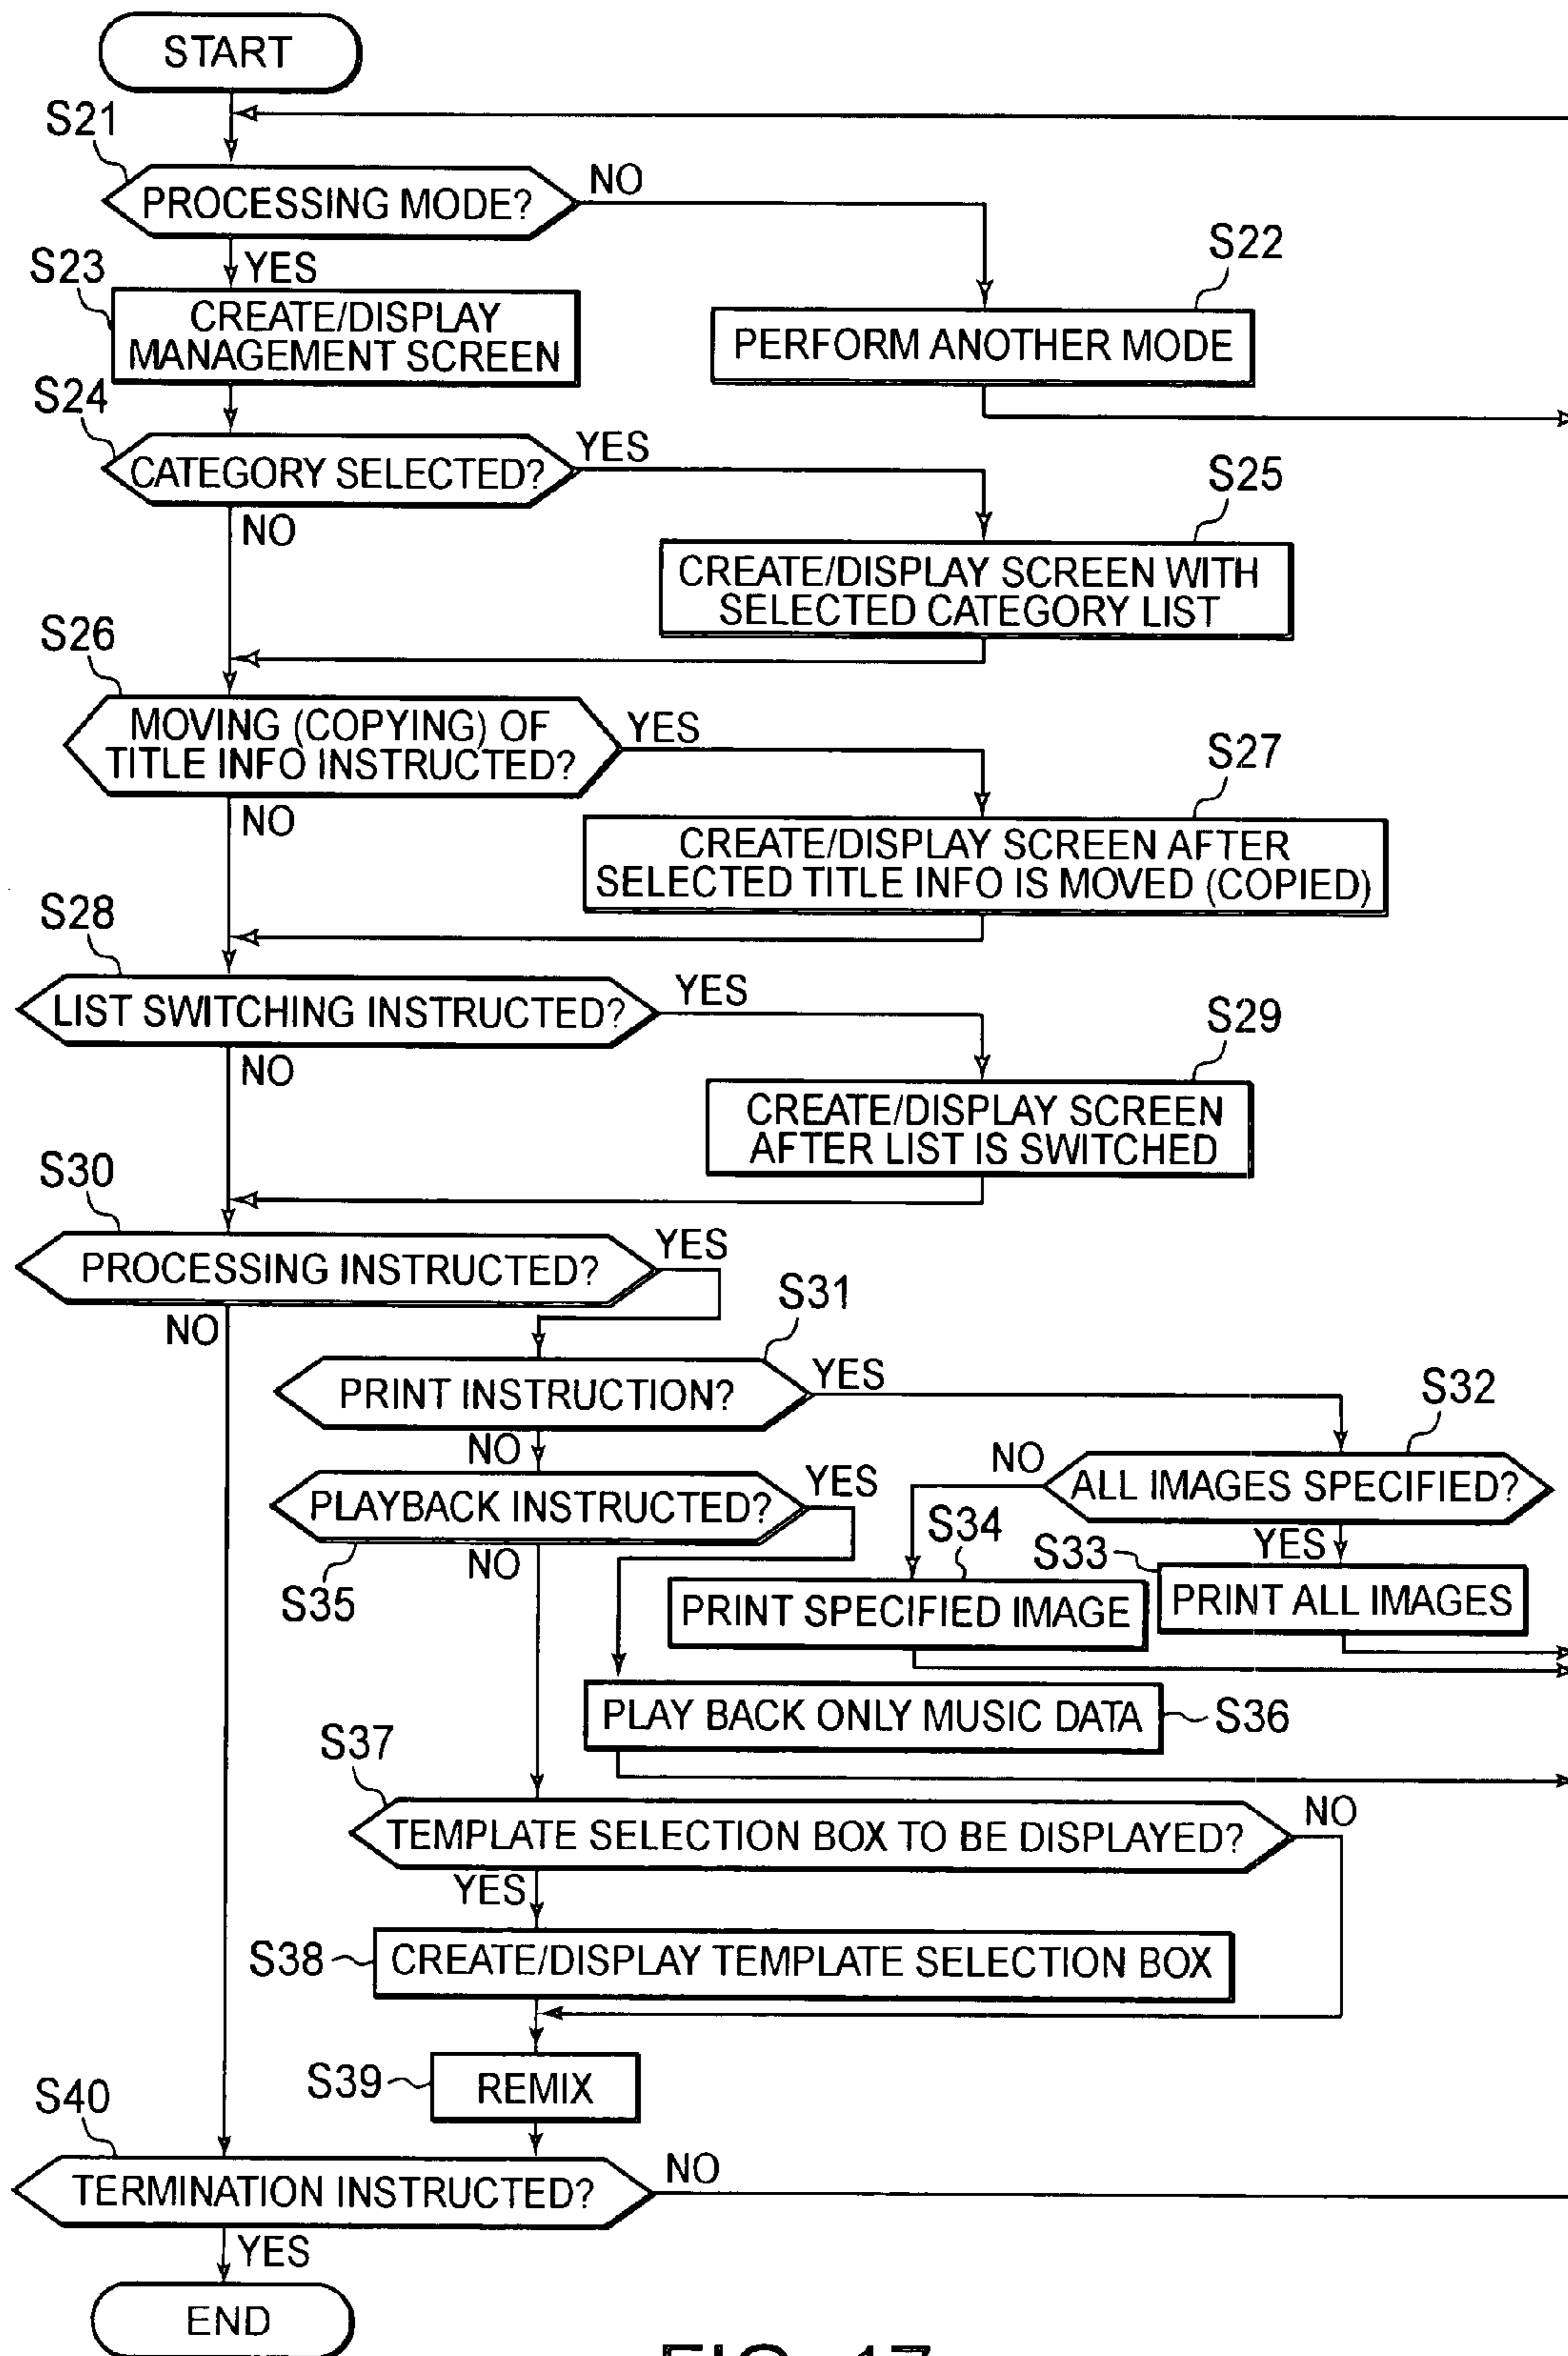 START
S21
PROCESSING MODE?
NO
YES
S22
PERFORM ANOTHER MODE
S23
CREATE/DISPLAY
MANAGEMENT SCREEN
S24
CATEGORY SELECTED?
YES
NO
S25
CREATE/DISPLAY SCREEN WITH
SELECTED CATEGORY LIST
S26
MOVING (COPYING) OF
TITLE INFO INSTRUCTED?
YES
NO
S27
CREATE/DISPLAY SCREEN AFTER
SELECTED TITLE INFO IS MOVED (COPIED)
S28
LIST SWITCHING INSTRUCTED?
YES
NO
S29
CREATE/DISPLAY SCREEN
AFTER LIST IS SWITCHED
S30
PROCESSING INSTRUCTED?
YES
NO
S31
PRINT INSTRUCTION?
YES
NO
S32
ALL IMAGES SPECIFIED?
NO
YES
S35
PLAYBACK INSTRUCTED?
YES
NO
S34
PRINT SPECIFIED IMAGE
S33
PRINT ALL IMAGES
PLAY BACK ONLY MUSIC DATA
S36
S37
TEMPLATE SELECTION BOX TO BE DISPLAYED?
NO
YES
S38
CREATE/DISPLAY TEMPLATE SELECTION BOX
S39
REMIX
S40
TERMINATION INSTRUCTED?
NO
YES
END